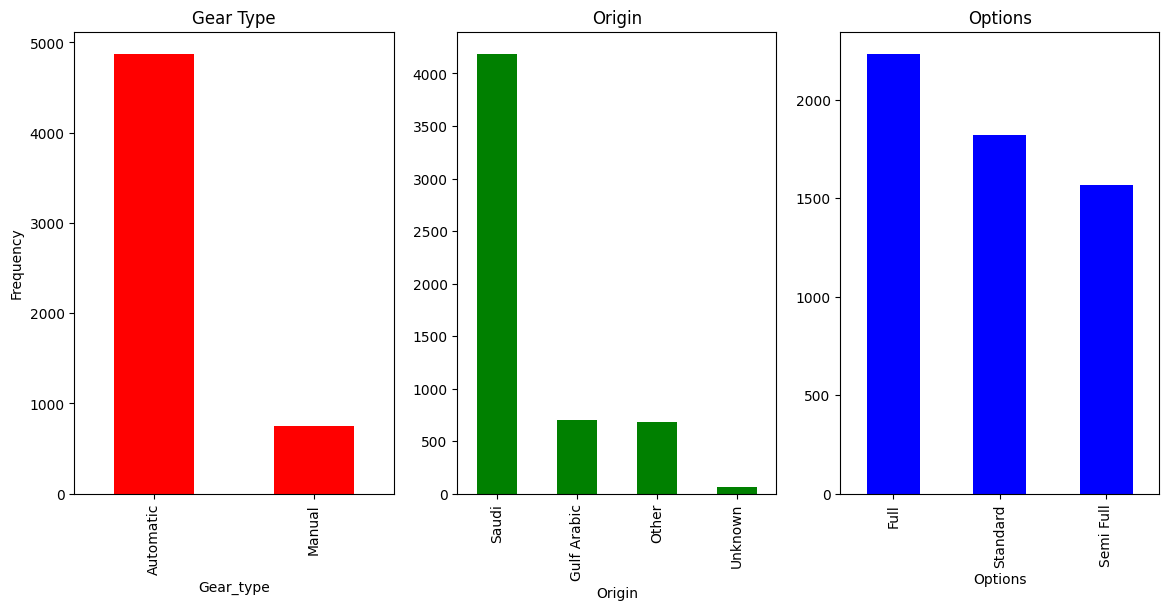 Gear Type
Frequency
5000
4000
3000
2000
1000
0
Automatic
Manual
Gear_type
Origin
4000
3500
3000
2500
2000
1500
1000
500
0
Saudi
Gulf Arabic
Other
Unknown
Origin
Options
2000
1500
1000
500
0
Full
Standard
Semi Full
Options